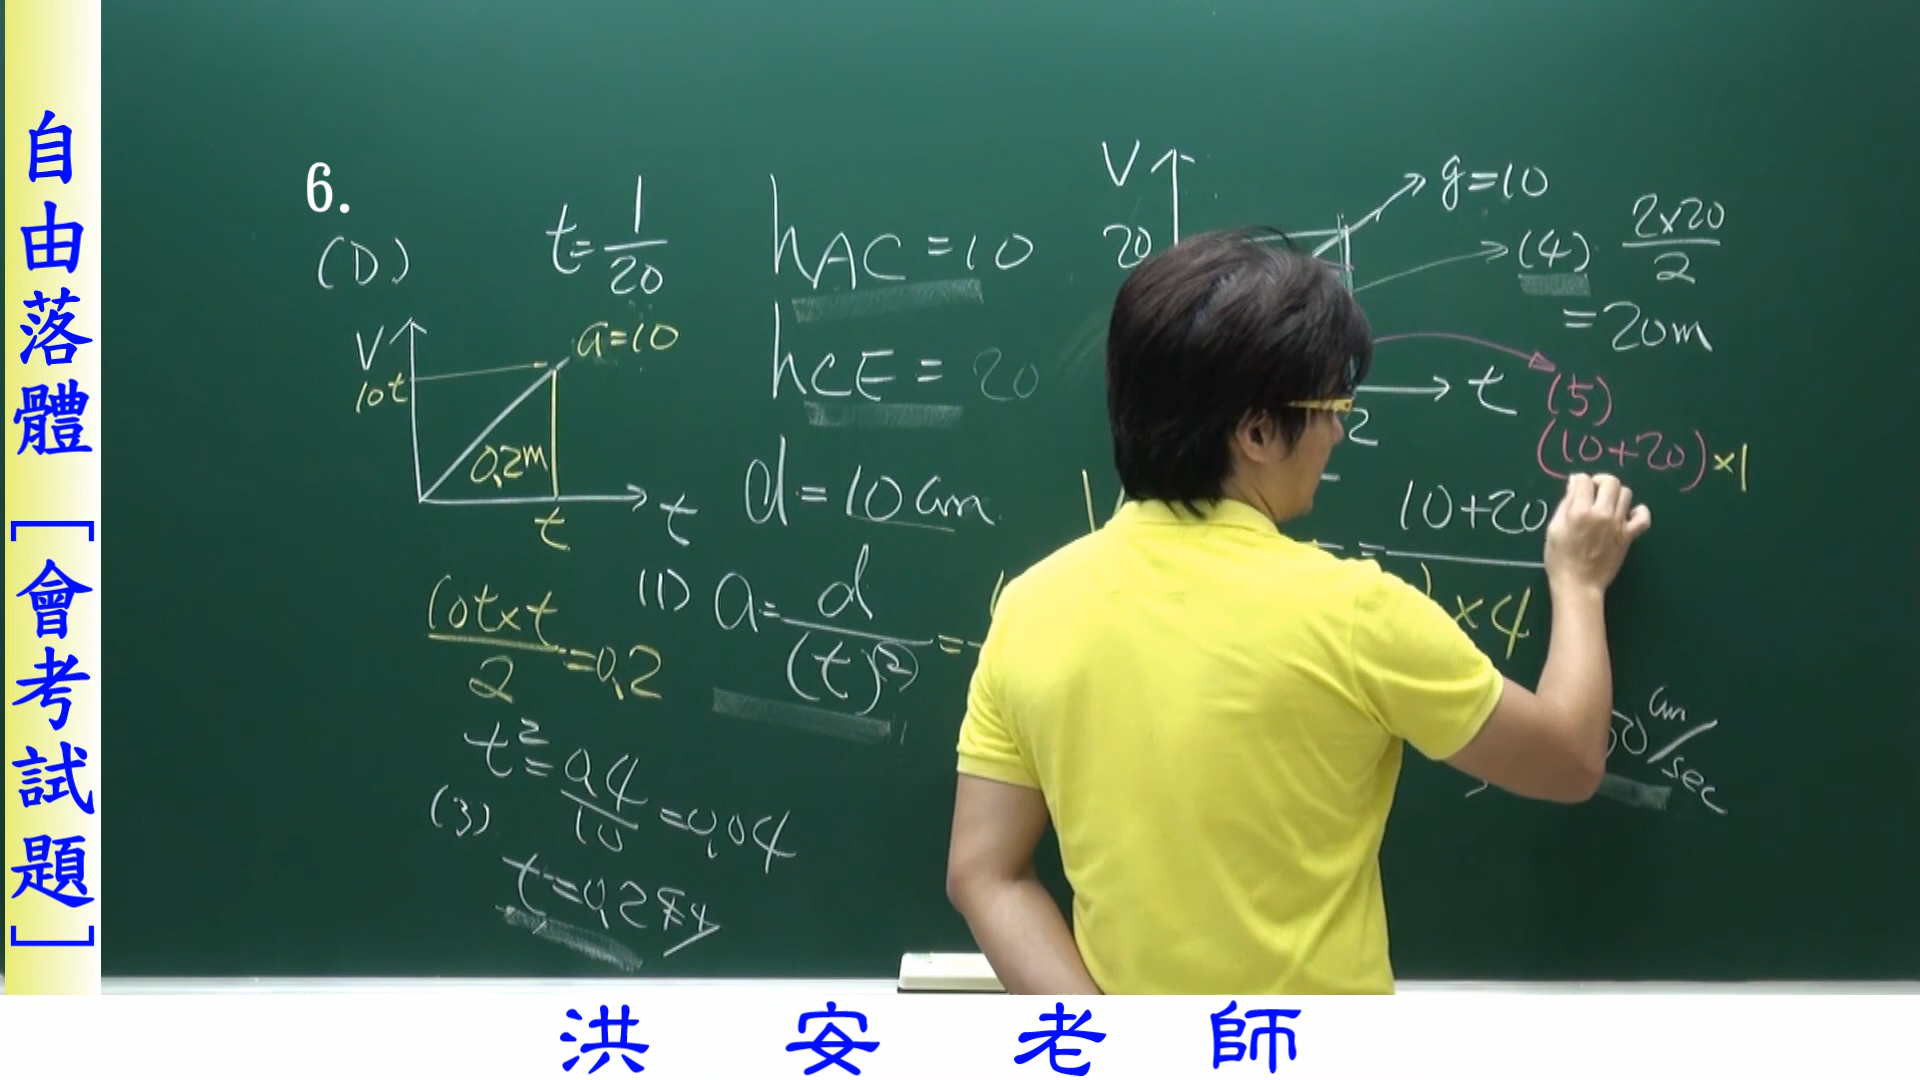 自由落體［會考試題］
6.
(D)
t=1/20
V
10t
a=10
0.2m
t
t
10t×t/2=0.2
t²=0.4/10=0.04
(3)
t=0.2
hAC=10
hCE=20
d=10cm
(1) a=d/(t)²=
V
20
g=10
(4) 2×20/2
=20m
t
2
(5)
(10+20)×1
10+20
×4
cm/sec
洪安老師